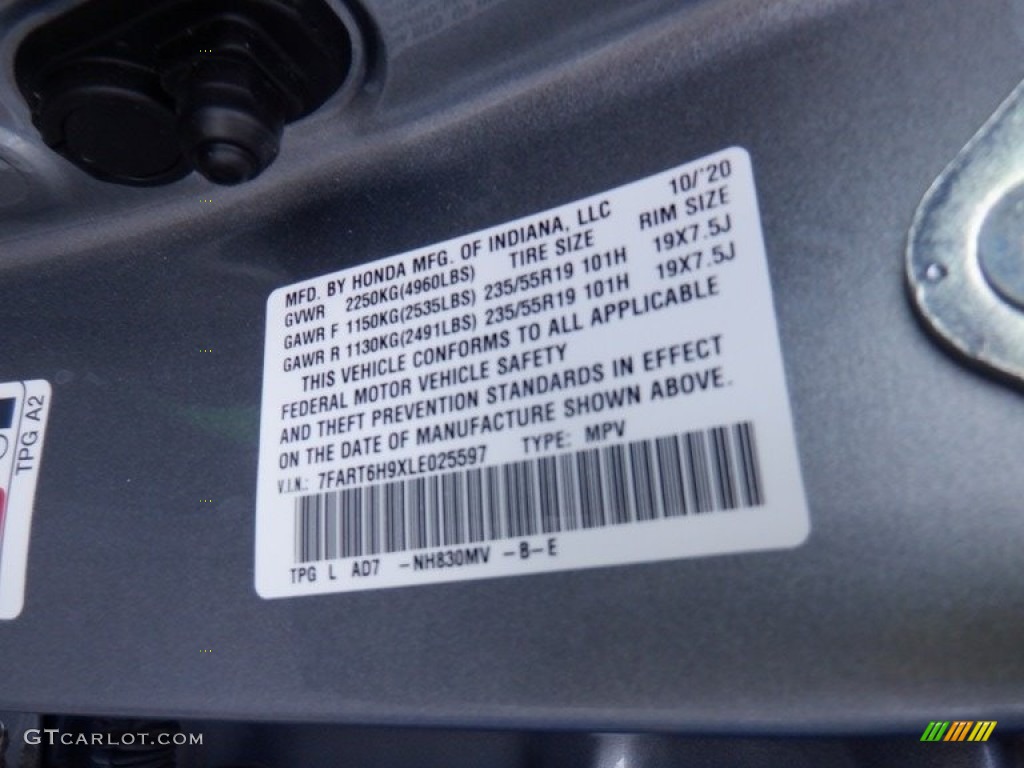 10/'20
MFD. BY HONDA MFG. OF INDIANA, LLC
GVWR 2250KG(4960LBS) TIRE SIZE RIM SIZE
GAWR F 1150KG(2535LBS) 235/55R19 101H 19X7.5J
GAWR R 1130KG(2491LBS) 235/55R19 101H 19X7.5J
THIS VEHICLE CONFORMS TO ALL APPLICABLE
FEDERAL MOTOR VEHICLE SAFETY
AND THEFT PREVENTION STANDARDS IN EFFECT
ON THE DATE OF MANUFACTURE SHOWN ABOVE.
V.I.N.: 7FART6H9XLE025597 TYPE: MPV
TPG L AD7 -NH830MV -B-E
TPG A2
GTCARLOT.COM